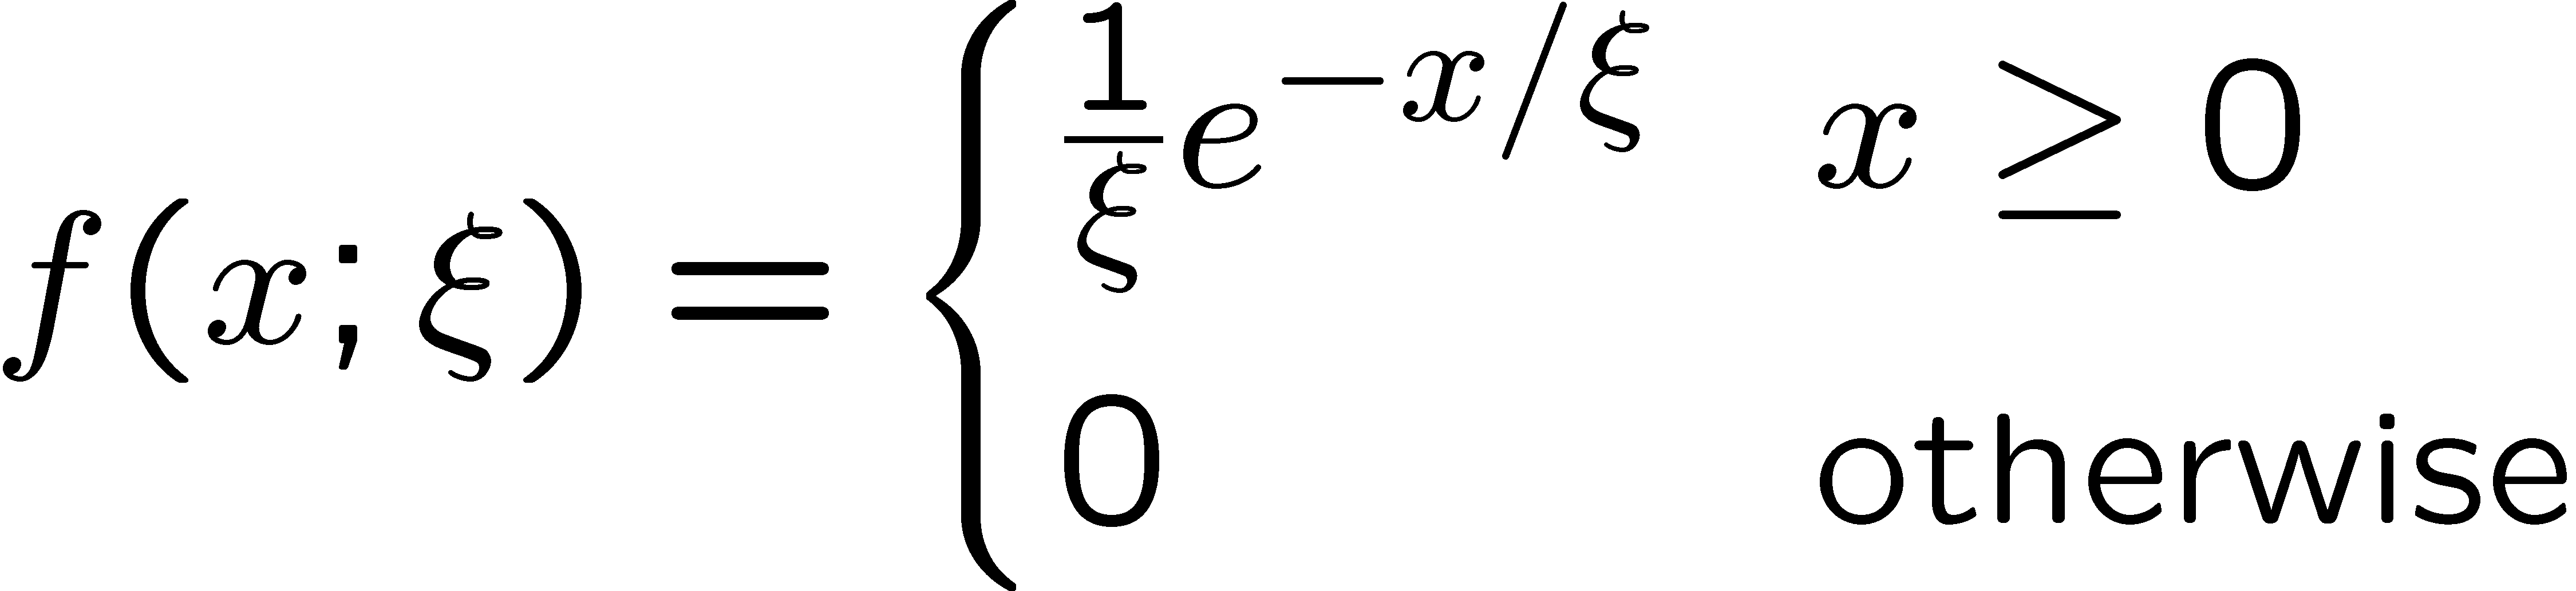 f(x; ξ) = { 1/ξ e^{−x/ξ}  x ≥ 0
0  otherwise